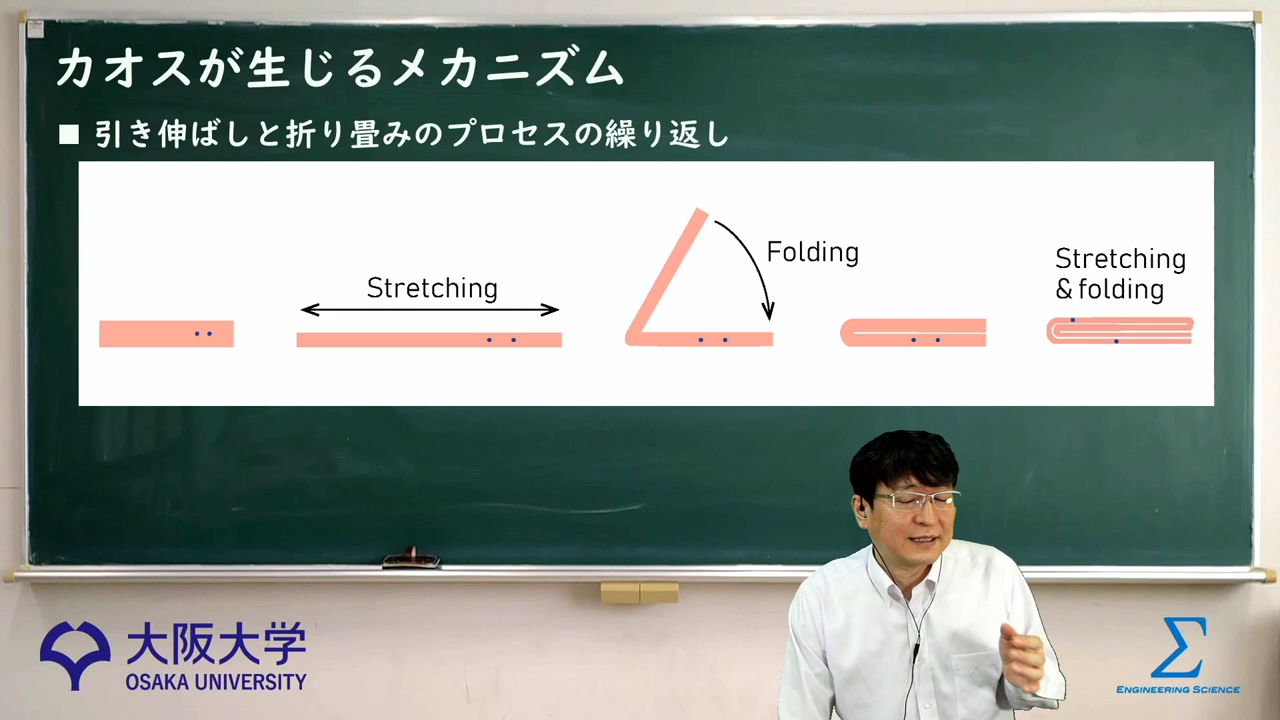 カオスが生じるメカニズム
■ 引き伸ばしと折り畳みのプロセスの繰り返し
Stretching
Folding
Stretching
& folding
大阪大学
OSAKA UNIVERSITY
Σ
ENGINEERING SCIENCE